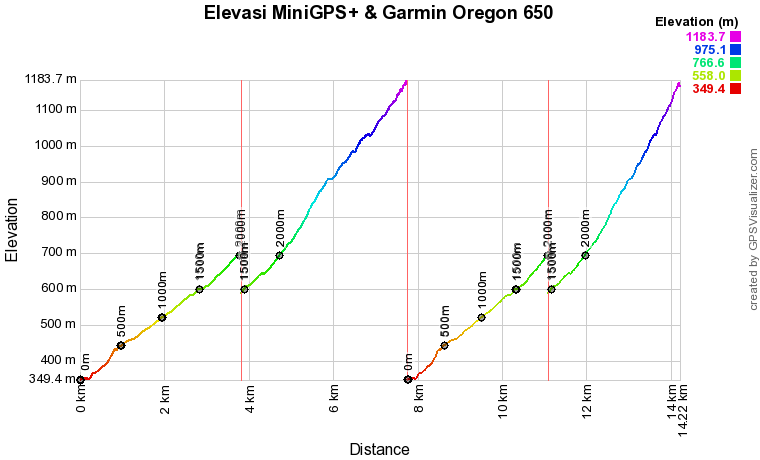 Elevasi MiniGPS+ & Garmin Oregon 650
Elevation (m)
1183.7
975.1
766.6
558.0
349.4
1183.7 m
1100 m
1000 m
900 m
800 m
700 m
600 m
500 m
400 m
349.4 m
Elevation
0m
500m
1000m
1500m
2000m
1500m
2000m
0m
500m
1000m
1500m
2000m
1500m
2000m
0 km
2 km
4 km
6 km
8 km
10 km
12 km
14 km
14.22 km
Distance
created by GPSVisualizer.com